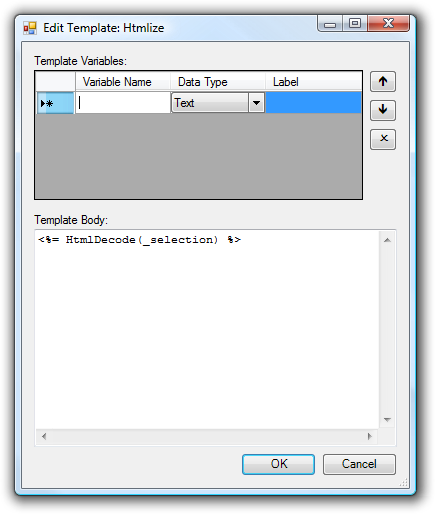 Edit Template: Htmlize
Template Variables:
Variable Name Data Type Label
Text
Template Body:
<%= HtmlDecode(_selection) %>
OK Cancel